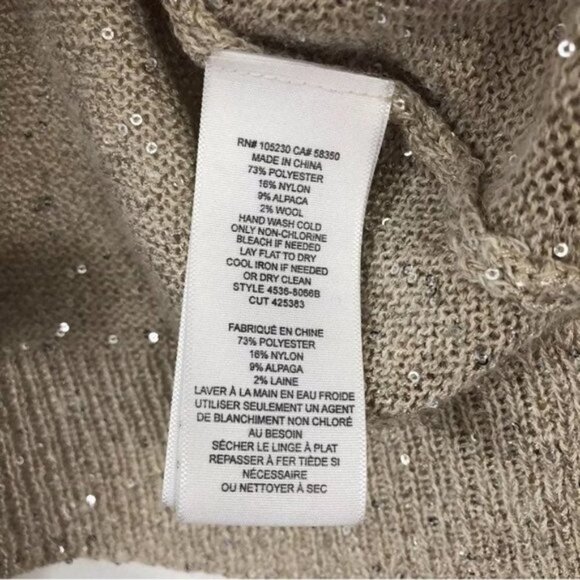 RN# 105230 CA# 58350
MADE IN CHINA
73% POLYESTER
16% NYLON
9% ALPACA
2% WOOL
HAND WASH COLD
ONLY NON-CHLORINE
BLEACH IF NEEDED
LAY FLAT TO DRY
COOL IRON IF NEEDED
OR DRY CLEAN
STYLE 4536-5066B
CUT 425383
FABRIQUÉ EN CHINE
73% POLYESTER
16% NYLON
9% ALPAGA
2% LAINE
LAVER À LA MAIN EN EAU FROIDE
UTILISER SEULEMENT UN AGENT
DE BLANCHIMENT NON CHLORÉ
AU BESOIN
SÉCHER LE LINGE À PLAT
REPASSER À FER TIÈDE SI
NÉCESSAIRE
OU NETTOYER À SEC